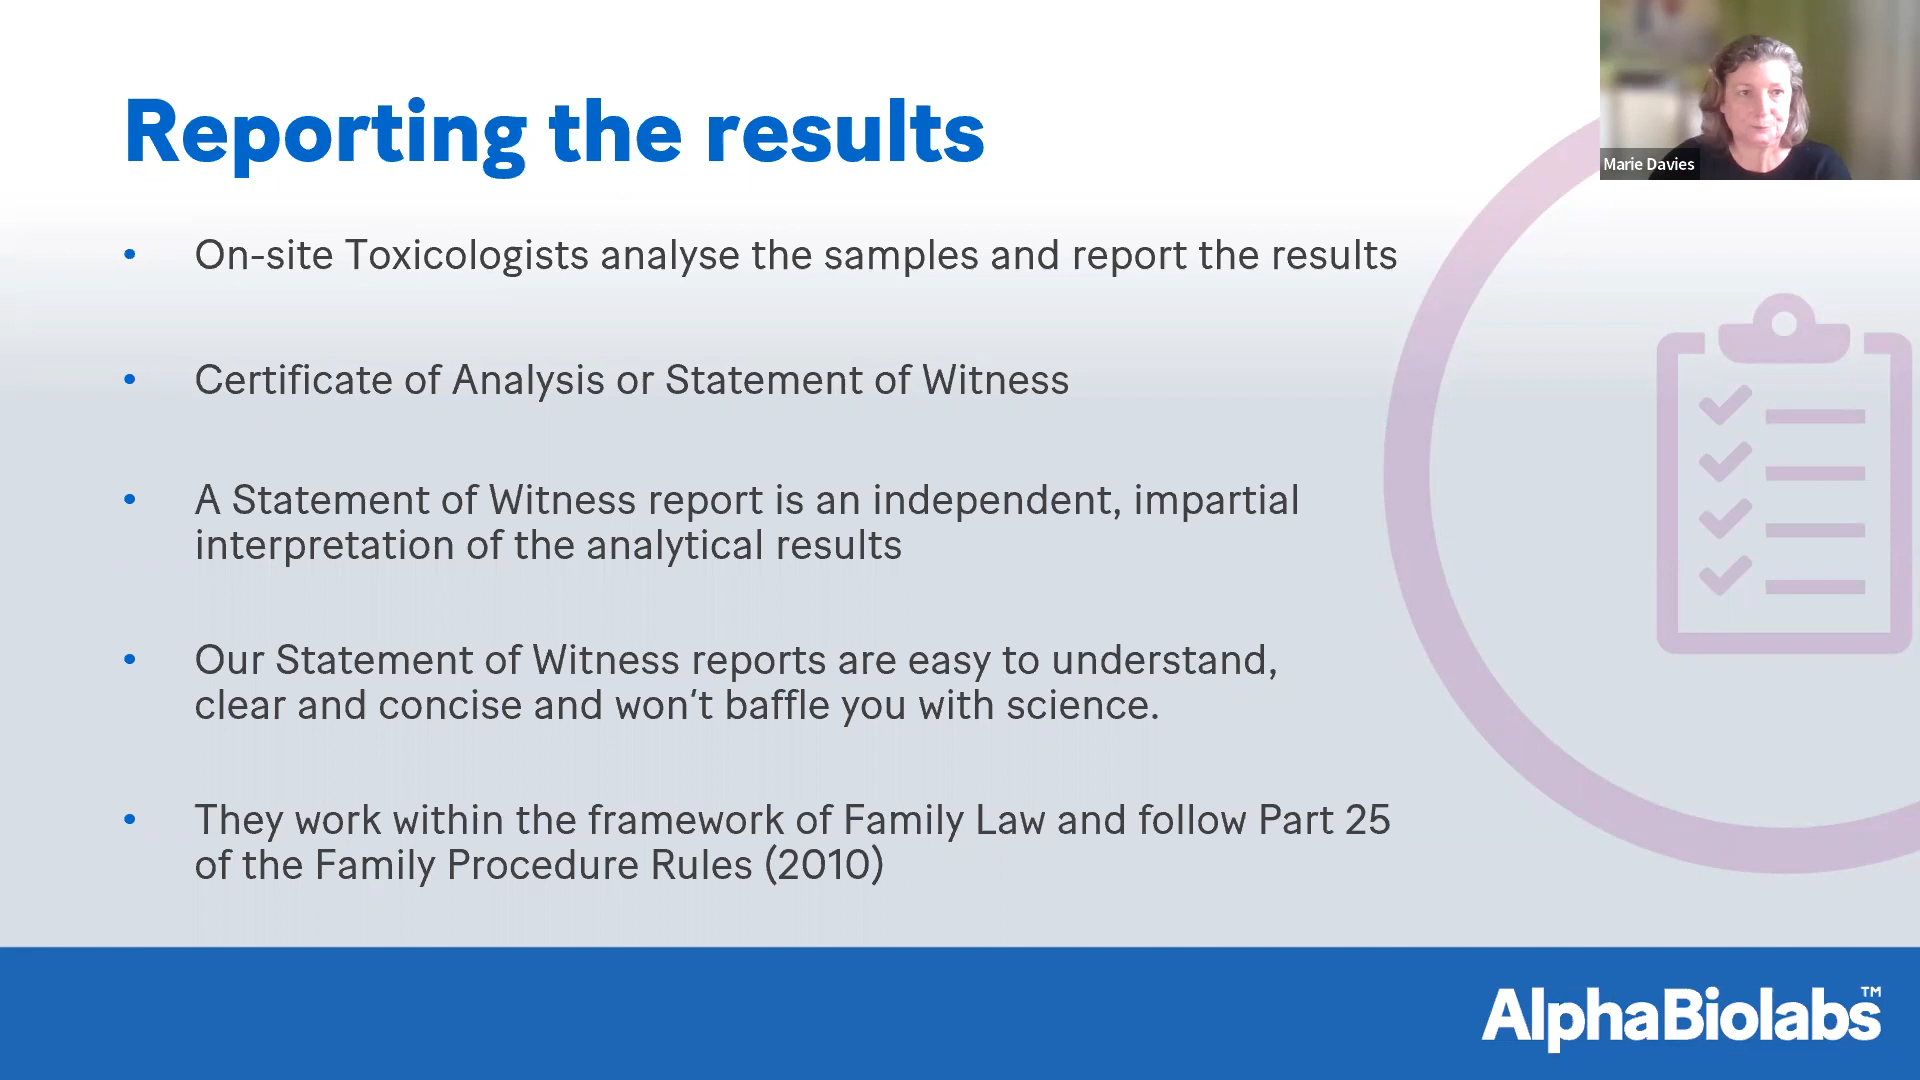 Reporting the results
Marie Davies
• On-site Toxicologists analyse the samples and report the results
• Certificate of Analysis or Statement of Witness
• A Statement of Witness report is an independent, impartial
interpretation of the analytical results
• Our Statement of Witness reports are easy to understand,
clear and concise and won't baffle you with science.
• They work within the framework of Family Law and follow Part 25
of the Family Procedure Rules (2010)
AlphaBiolabs™